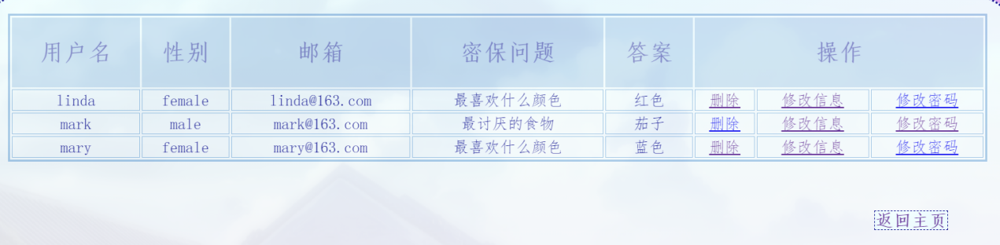 用户名 性别 邮箱 密保问题 答案 操作
linda female linda@163.com 最喜欢什么颜色 红色 删除 修改信息 修改密码
mark male mark@163.com 最讨厌的食物 茄子 删除 修改信息 修改密码
mary female mary@163.com 最喜欢什么颜色 蓝色 删除 修改信息 修改密码
返回主页